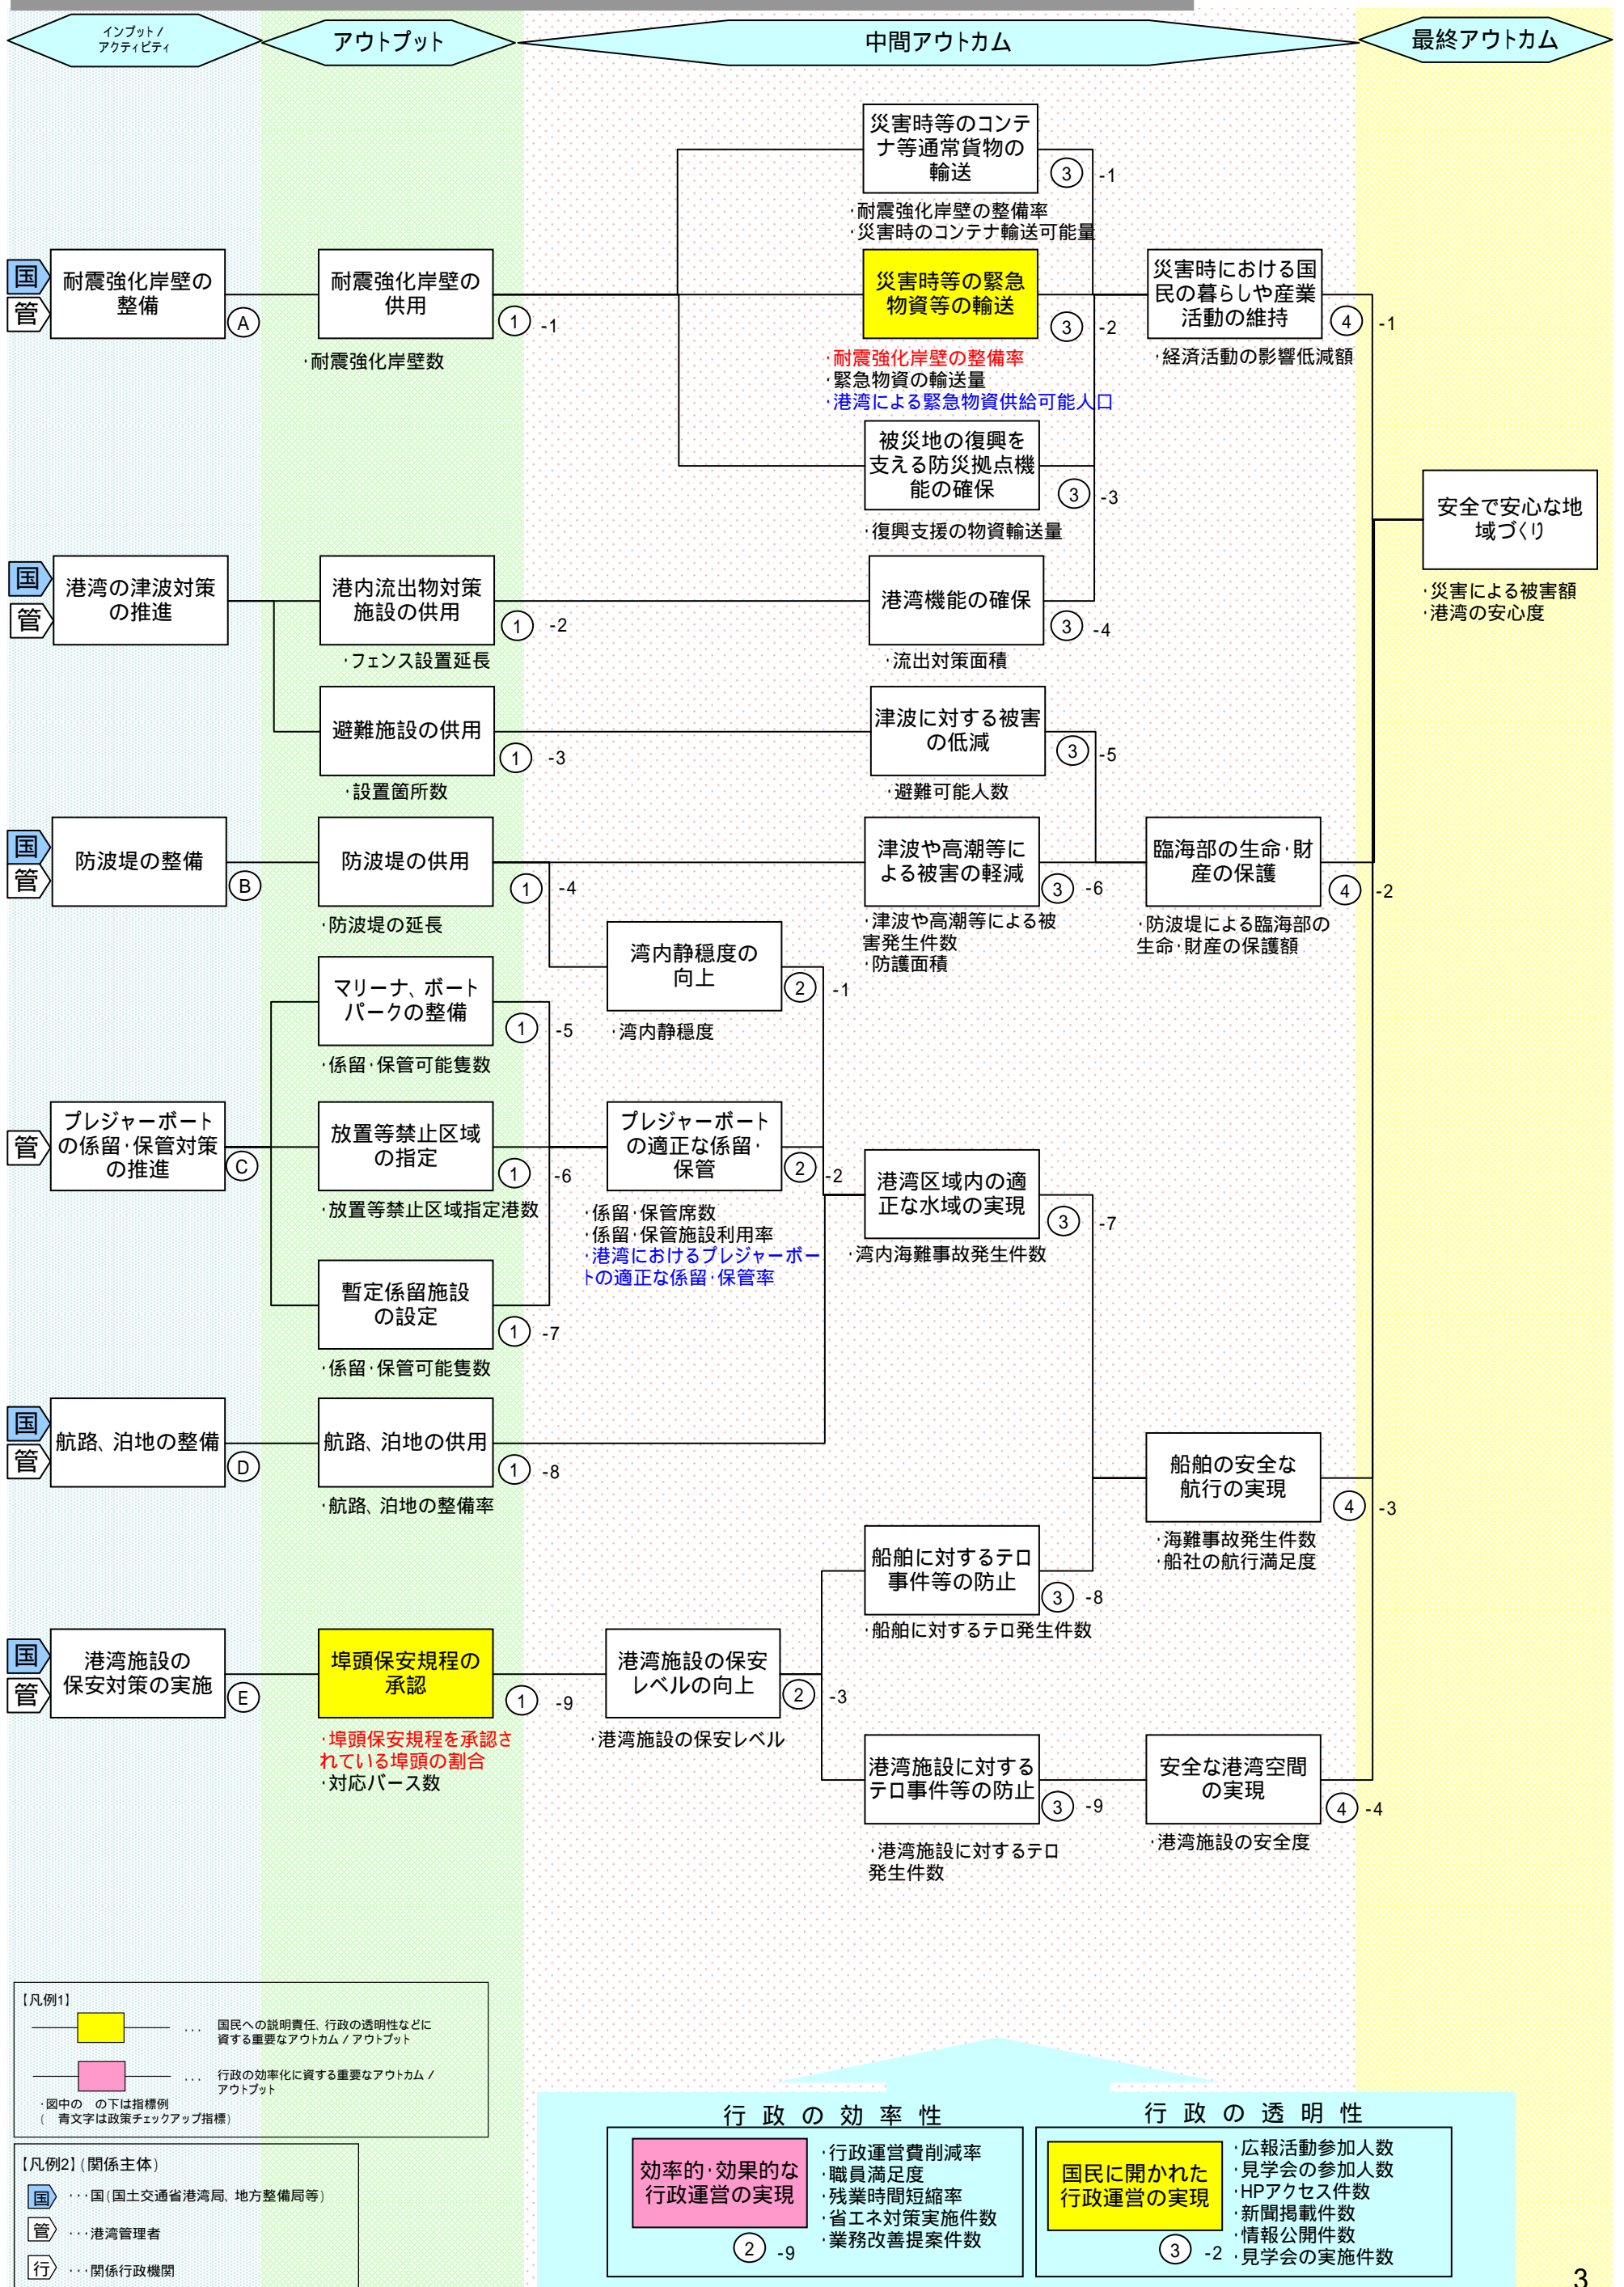 インプット /
アクティビティ
アウトプット
中間アウトカム
最終アウトカム
災害時等のコンテ
ナ等通常貨物の
輸送
③ -1
・耐震強化岸壁の整備率
・災害時のコンテナ輸送可能量
国
管
耐震強化岸壁の
整備
Ⓐ
耐震強化岸壁の
供用
① -1
・耐震強化岸壁数
災害時等の緊急
物資等の輸送
③ -2
・耐震強化岸壁の整備率
・緊急物資の輸送量
・港湾による緊急物資供給可能人口
災害時における国
民の暮らしや産業
活動の維持
④ -1
・経済活動の影響低減額
被災地の復興を
支える防災拠点機
能の確保
③ -3
・復興支援の物資輸送量
安全で安心な地
域づくり
・災害による被害額
・港湾の安心度
国
管
港湾の津波対策
の推進
港内流出物対策
施設の供用
① -2
・フェンス設置延長
港湾機能の確保
③ -4
・流出対策面積
避難施設の供用
① -3
・設置箇所数
津波に対する被害
の低減
③ -5
・避難可能人数
国
管
防波堤の整備
Ⓑ
防波堤の供用
① -4
・防波堤の延長
津波や高潮等に
よる被害の軽減
③ -6
・津波や高潮等による被
害発生件数
・防護面積
臨海部の生命・財
産の保護
④ -2
・防波堤による臨海部の
生命・財産の保護額
湾内静穏度の
向上
② -1
・湾内静穏度
マリーナ、ボート
パークの整備
① -5
・係留・保管可能隻数
管
プレジャーボート
の係留・保管対策
の推進
Ⓒ
放置等禁止区域
の指定
① -6
・放置等禁止区域指定港数
プレジャーボート
の適正な係留・
保管
② -2
・係留・保管席数
・係留・保管施設利用率
・港湾におけるプレジャーボー
トの適正な係留・保管率
港湾区域内の適
正な水域の実現
③ -7
・湾内海難事故発生件数
暫定係留施設
の設定
① -7
・係留・保管可能隻数
国
管
航路、泊地の整備
Ⓓ
航路、泊地の供用
① -8
・航路、泊地の整備率
船舶の安全な
航行の実現
④ -3
・海難事故発生件数
・船社の航行満足度
船舶に対するテロ
事件等の防止
③ -8
・船舶に対するテロ発生件数
国
管
港湾施設の
保安対策の実施
Ⓔ
埠頭保安規程の
承認
① -9
・埠頭保安規程を承認さ
れている埠頭の割合
・対応バース数
港湾施設の保安
レベルの向上
② -3
・港湾施設の保安レベル
港湾施設に対する
テロ事件等の防止
③ -9
・港湾施設に対するテロ
発生件数
安全な港湾空間
の実現
④ -4
・港湾施設の安全度
【凡例1】
… 国民への説明責任、行政の透明性などに
資する重要なアウトカム / アウトプット
… 行政の効率化に資する重要なアウトカム /
アウトプット
・図中の の下は指標例
( 青文字は政策チェックアップ指標)
【凡例2】(関係主体)
国 ・・・国(国土交通省港湾局、地方整備局等)
管 ・・・港湾管理者
行 ・・・関係行政機関
行政の効率性
効率的・効果的な
行政運営の実現
② -9
・行政運営費削減率
・職員満足度
・残業時間短縮率
・省エネ対策実施件数
・業務改善提案件数
行政の透明性
国民に開かれた
行政運営の実現
③ -2
・広報活動参加人数
・見学会の参加人数
・HPアクセス件数
・新聞掲載件数
・情報公開件数
・見学会の実施件数
3